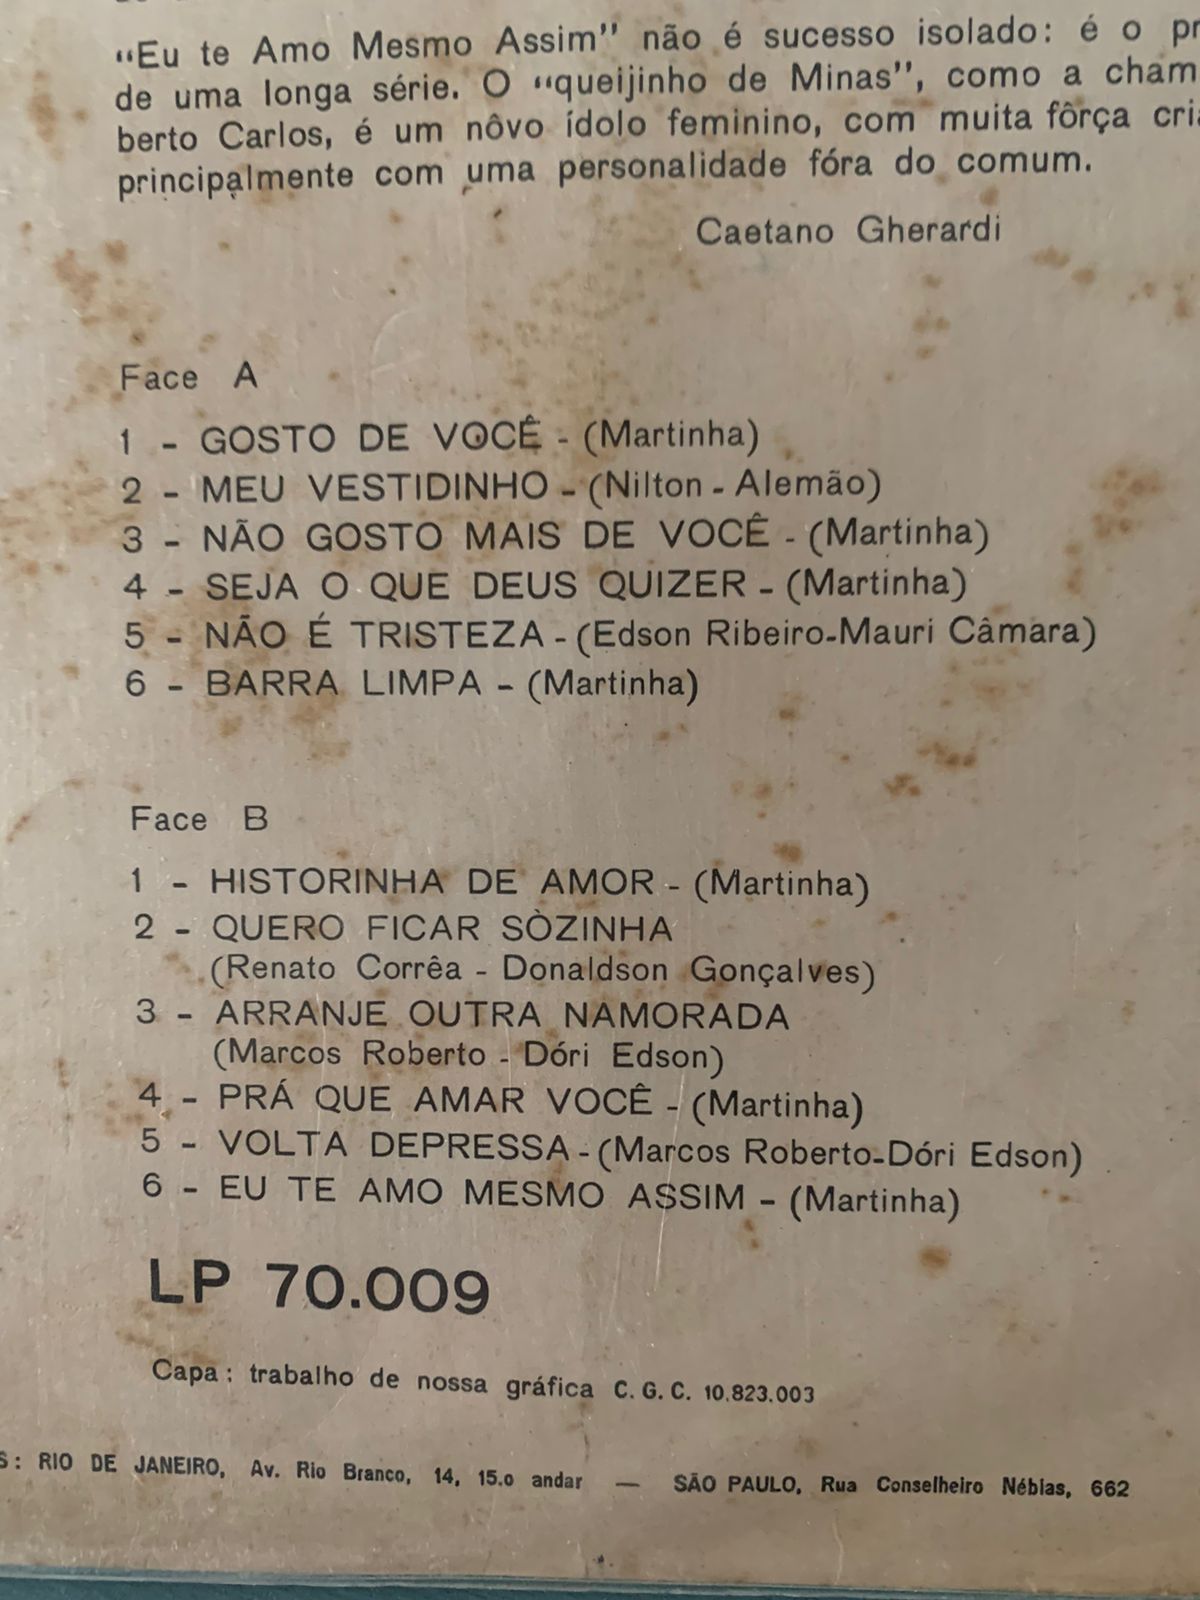 "Eu te Amo Mesmo Assim" não é sucesso isolado: é o
de uma longa série. O "queijinho de Minas", como a
berto Carlos, é um nôvo ídolo feminino, com muita fôrça
principalmente com uma personalidade fóra do comum.
Caetano Gherardi
Face A
1 - GOSTO DE VOCÊ - (Martinha)
2 - MEU VESTIDINHO - (Nilton - Alemão)
3 - NÃO GOSTO MAIS DE VOCÊ - (Martinha)
4 - SEJA O QUE DEUS QUIZER - (Martinha)
5 - NÃO É TRISTEZA - (Edson Ribeiro-Mauri Câmara)
6 - BARRA LIMPA - (Martinha)
Face B
1 - HISTORINHA DE AMOR - (Martinha)
2 - QUERO FICAR SÒZINHA
(Renato Corrêa - Donaldson Gonçalves)
3 - ARRANJE OUTRA NAMORADA
(Marcos Roberto - Dóri Edson)
4 - PRÁ QUE AMAR VOCÊ - (Martinha)
5 - VOLTA DEPRESSA - (Marcos Roberto-Dóri Edson)
6 - EU TE AMO MESMO ASSIM - (Martinha)
LP 70.009
Capa: trabalho de nossa gráfica C. G. C. 10.823.003
S: RIO DE JANEIRO, Av. Rio Branco, 14, 15.o andar — SÃO PAULO, Rua Conselheiro Nébias, 662